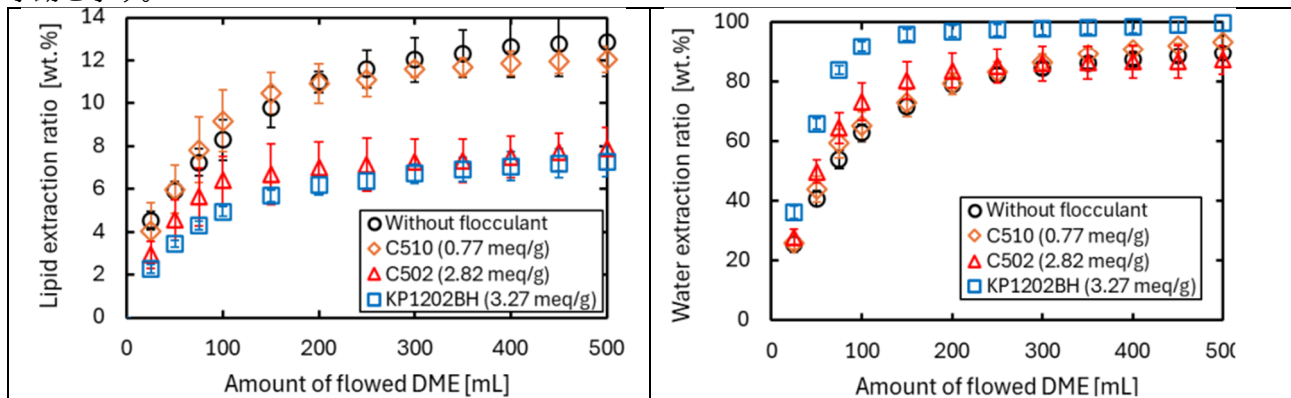 Lipid extraction ratio [wt.%]
14
12
10
8
6
4
2
0
Without flocculant
C510 (0.77 meq/g)
C502 (2.82 meq/g)
KP1202BH (3.27 meq/g)
0 100 200 300 400 500
Amount of flowed DME [mL]
Water extraction ratio [wt.%]
100
80
60
40
20
0
Without flocculant
C510 (0.77 meq/g)
C502 (2.82 meq/g)
KP1202BH (3.27 meq/g)
0 100 200 300 400 500
Amount of flowed DME [mL]